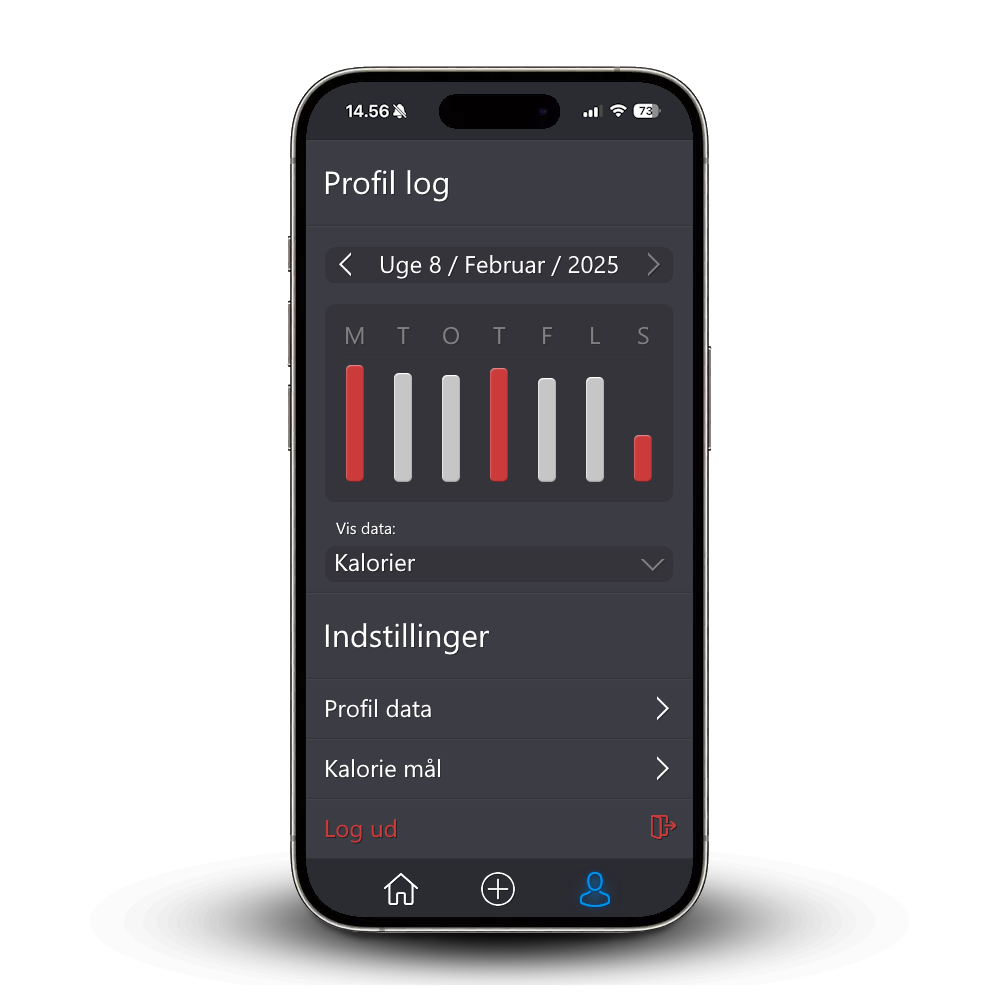 14.56
73
Profil log
Uge 8 / Februar / 2025
M T O T F L S
Vis data:
Kalorier
Indstillinger
Profil data
Kalorie mål
Log ud